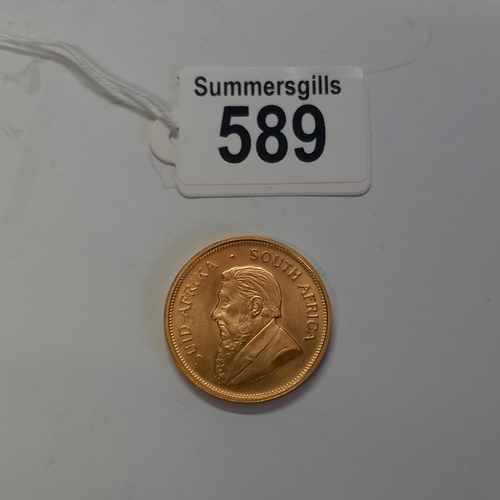 Summersgills
589
SUID-AFRIKA · SOUTH AFRICA